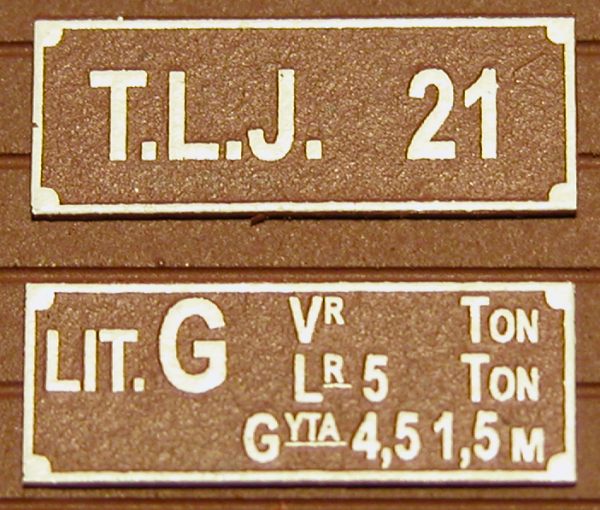 T.L.J. 21
LIT. G VR TON
LR 5 TON
GYTA 4,5 1,5 M